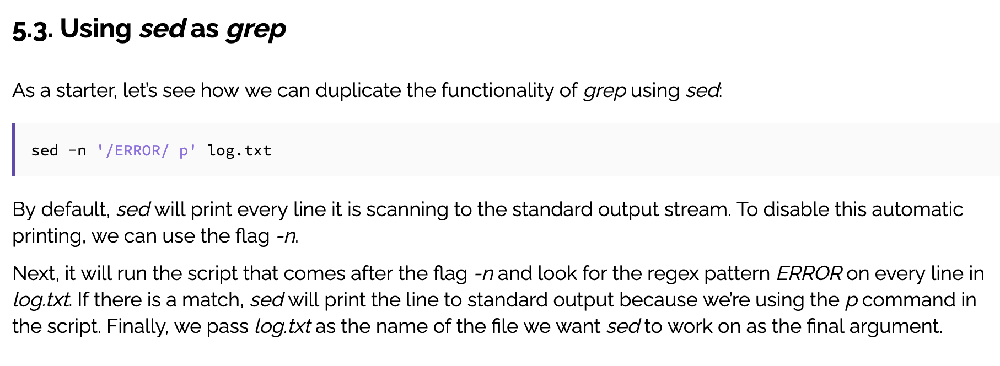 5.3. Using sed as grep
As a starter, let's see how we can duplicate the functionality of grep using sed:
sed -n '/ERROR/ p' log.txt
By default, sed will print every line it is scanning to the standard output stream. To disable this automatic
printing, we can use the flag -n.
Next, it will run the script that comes after the flag -n and look for the regex pattern ERROR on every line in
log.txt. If there is a match, sed will print the line to standard output because we're using the p command in
the script. Finally, we pass log.txt as the name of the file we want sed to work on as the final argument.